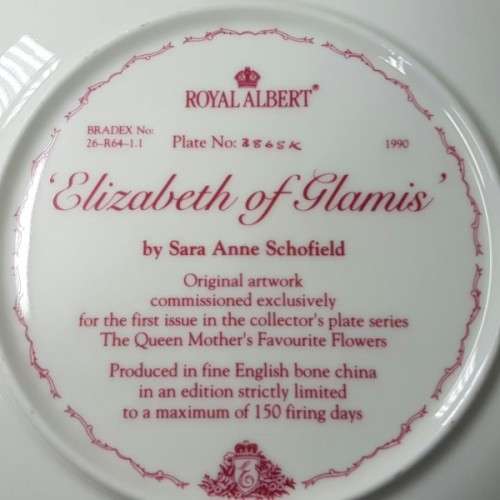 ROYAL ALBERT®
BRADEX No: Plate No: 3865K 1990
26-R64-1.1
'Elizabeth of Glamis'
by Sara Anne Schofield
Original artwork
commissioned exclusively
for the first issue in the collector's plate series
The Queen Mother's Favourite Flowers
Produced in fine English bone china
in an edition strictly limited
to a maximum of 150 firing days